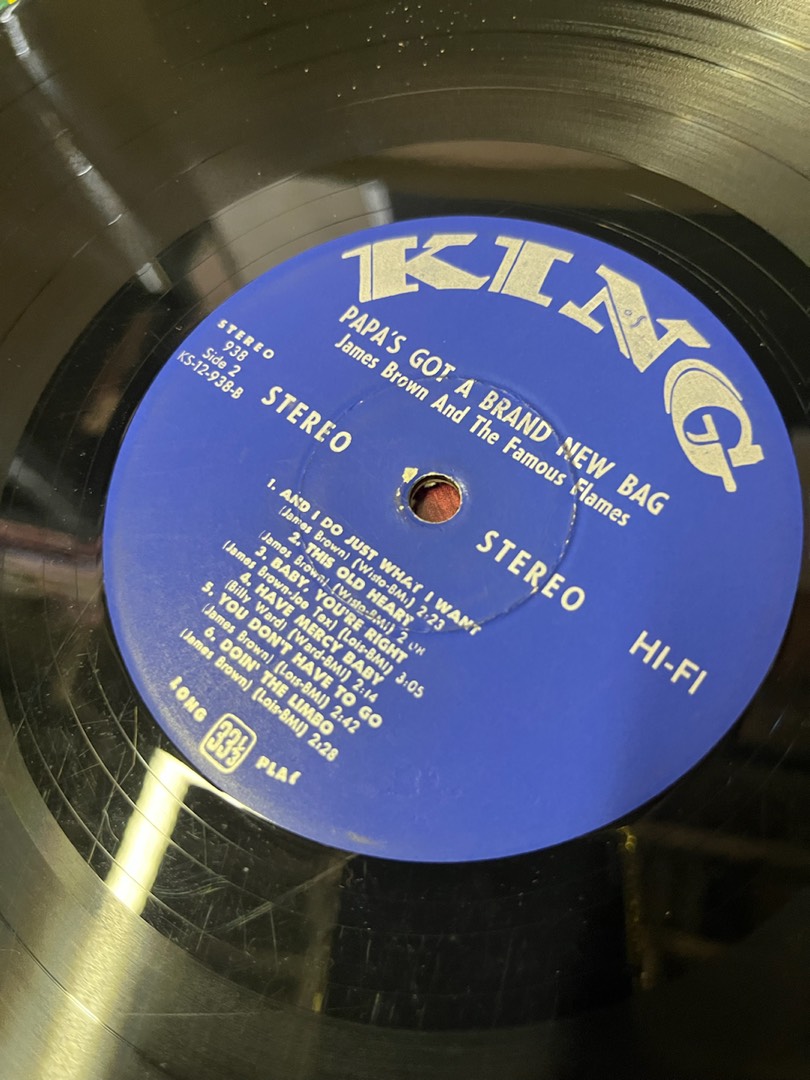 KING
PAPA'S GOT A BRAND NEW BAG
James Brown And The Famous Flames
STEREO
938
Side 2
KS-12-938-B
STEREO
STEREO
HI-FI
1. AND I DO JUST WHAT I WANT
(James Brown) (Wisto-BMI) 2:23
2. THIS OLD HEART
(James Brown) (Wisto-BMI)
3. BABY, YOU'RE RIGHT
(James Brown-Joe Tex) (Lois-BMI) 3:05
4. HAVE MERCY BABY
(Billy Ward) (Ward-BMI) 2:14
5. YOU DON'T HAVE TO GO
(James Brown) (Lois-BMI) 2:42
6. DOIN' THE LIMBO
(James Brown) (Lois-BMI) 2:28
LONG 33⅓ PLAY